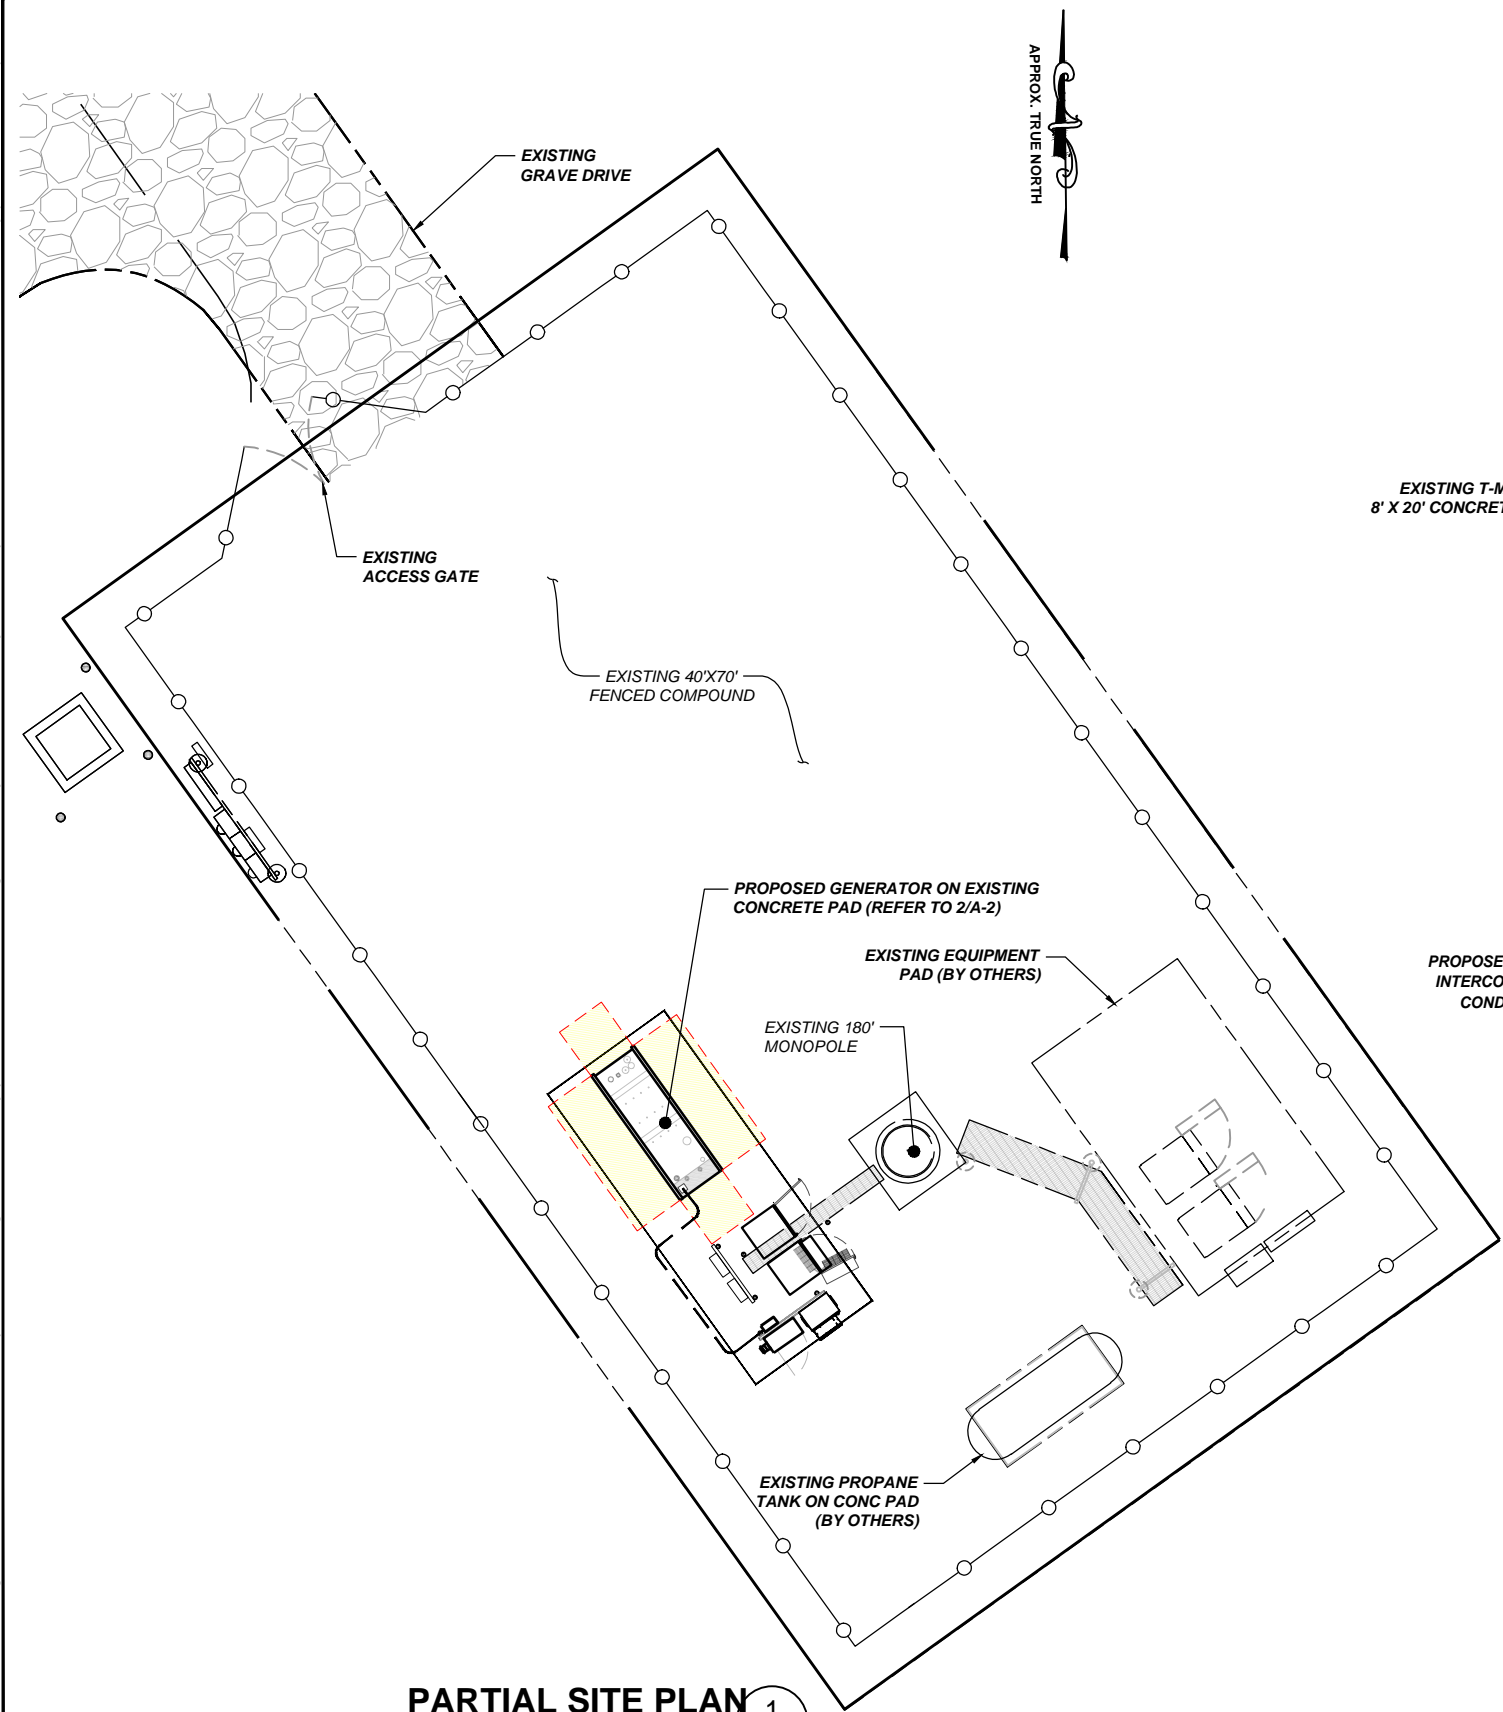 APPROX. TRUE NORTH
EXISTING
GRAVE DRIVE
EXISTING T-M
8' X 20' CONCRET
EXISTING
ACCESS GATE
EXISTING 40'X70'
FENCED COMPOUND
PROPOSED GENERATOR ON EXISTING
CONCRETE PAD (REFER TO 2/A-2)
EXISTING EQUIPMENT
PAD (BY OTHERS)
PROPOSE
INTERCO
COND
EXISTING 180'
MONOPOLE
EXISTING PROPANE
TANK ON CONC PAD
(BY OTHERS)
PARTIAL SITE PLAN
1